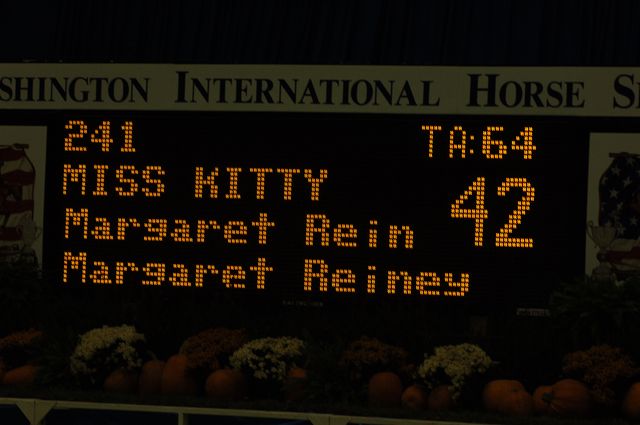 SHINGTON INTERNATIONAL HORSE S
241 TA:64
MISS KITTY 42
Margaret Rein
Margaret Reiney